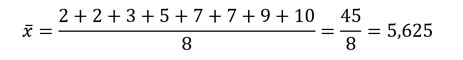 x̄ = (2 + 2 + 3 + 5 + 7 + 7 + 9 + 10)/8 = 45/8 = 5,625